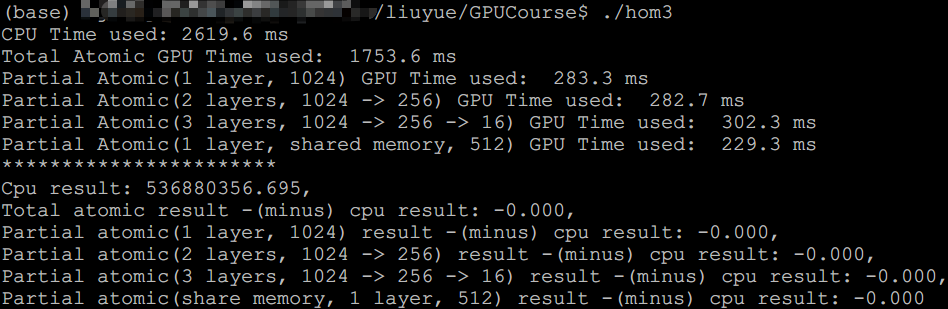 (base) /liuyue/GPUCourse$ ./hom3
CPU Time used: 2619.6 ms
Total Atomic GPU Time used:  1753.6 ms
Partial Atomic(1 layer, 1024) GPU Time used:  283.3 ms
Partial Atomic(2 layers, 1024 -> 256) GPU Time used:  282.7 ms
Partial Atomic(3 layers, 1024 -> 256 -> 16) GPU Time used:  302.3 ms
Partial Atomic(1 layer, shared memory, 512) GPU Time used:  229.3 ms
***********************
Cpu result: 536880356.695,
Total atomic result -(minus) cpu result: -0.000,
Partial atomic(1 layer, 1024) result -(minus) cpu result: -0.000,
Partial atomic(2 layers, 1024 -> 256) result -(minus) cpu result: -0.000,
Partial atomic(3 layers, 1024 -> 256 -> 16) result -(minus) cpu result: -0.000,
Partial atomic(share memory, 1 layer, 512) result -(minus) cpu result: -0.000